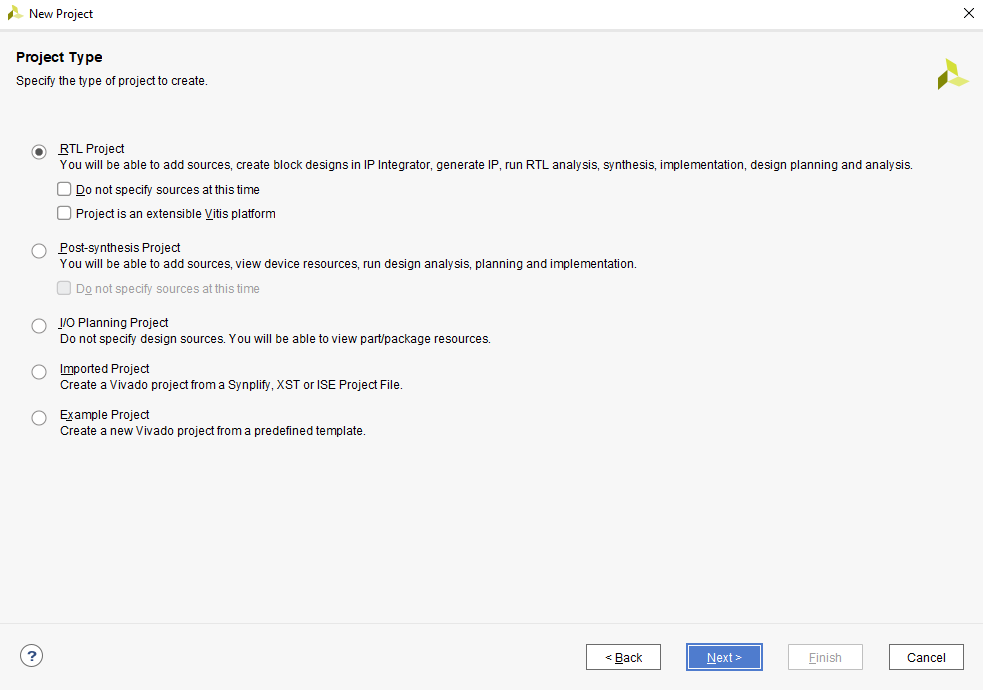 New Project
Project Type
Specify the type of project to create.
RTL Project
You will be able to add sources, create block designs in IP Integrator, generate IP, run RTL analysis, synthesis, implementation, design planning and analysis.
Do not specify sources at this time
Project is an extensible Vitis platform
Post-synthesis Project
You will be able to add sources, view device resources, run design analysis, planning and implementation.
Do not specify sources at this time
I/O Planning Project
Do not specify design sources. You will be able to view part/package resources.
Imported Project
Create a Vivado project from a Synplify, XST or ISE Project File.
Example Project
Create a new Vivado project from a predefined template.
? < Back Next > Finish Cancel